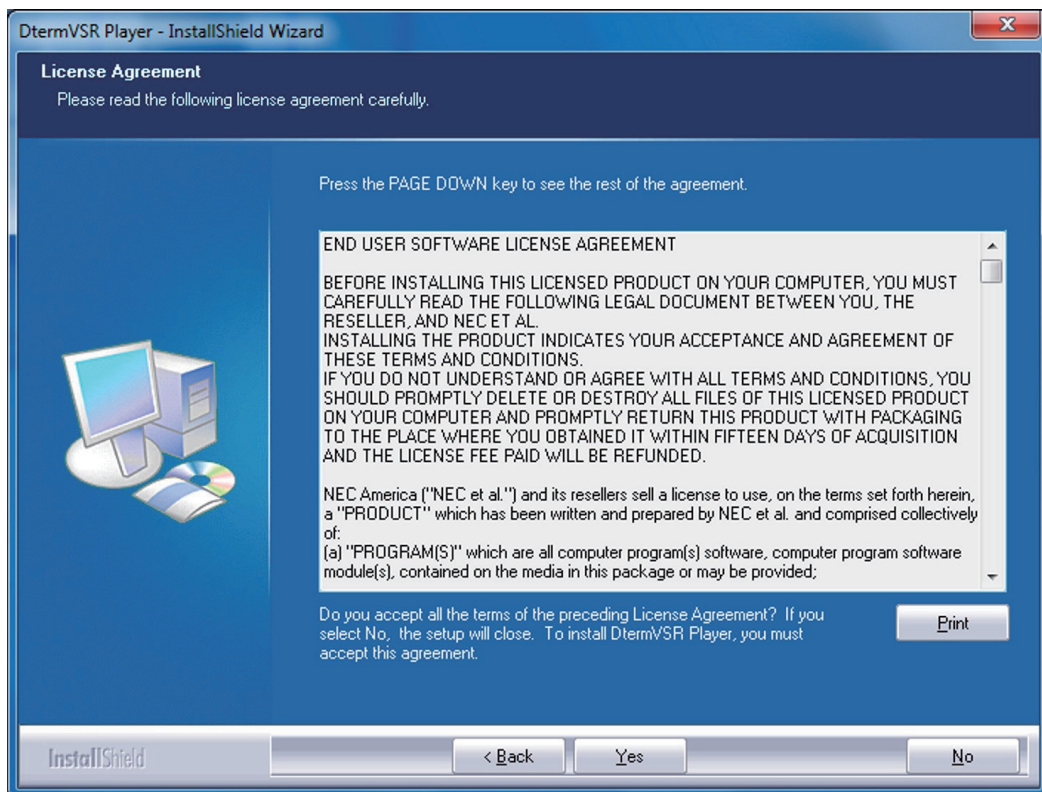 DtermVSR Player - InstallShield Wizard
License Agreement
Please read the following license agreement carefully.
Press the PAGE DOWN key to see the rest of the agreement.
END USER SOFTWARE LICENSE AGREEMENT
BEFORE INSTALLING THIS LICENSED PRODUCT ON YOUR COMPUTER, YOU MUST
CAREFULLY READ THE FOLLOWING LEGAL DOCUMENT BETWEEN YOU, THE
RESELLER, AND NEC ET AL.
INSTALLING THE PRODUCT INDICATES YOUR ACCEPTANCE AND AGREEMENT OF
THESE TERMS AND CONDITIONS.
IF YOU DO NOT UNDERSTAND OR AGREE WITH ALL TERMS AND CONDITIONS, YOU
SHOULD PROMPTLY DELETE OR DESTROY ALL FILES OF THIS LICENSED PRODUCT
ON YOUR COMPUTER AND PROMPTLY RETURN THIS PRODUCT WITH PACKAGING
TO THE PLACE WHERE YOU OBTAINED IT WITHIN FIFTEEN DAYS OF ACQUISITION
AND THE LICENSE FEE PAID WILL BE REFUNDED.
NEC America ("NEC et al.") and its resellers sell a license to use, on the terms set forth herein,
a "PRODUCT" which has been written and prepared by NEC et al. and comprised collectively
of:
(a) "PROGRAM(S)" which are all computer program(s) software, computer program software
module(s), contained on the media in this package or may be provided;
Do you accept all the terms of the preceding License Agreement? If you
select No, the setup will close. To install DtermVSR Player, you must
accept this agreement.
Print
InstallShield
< Back
Yes
No